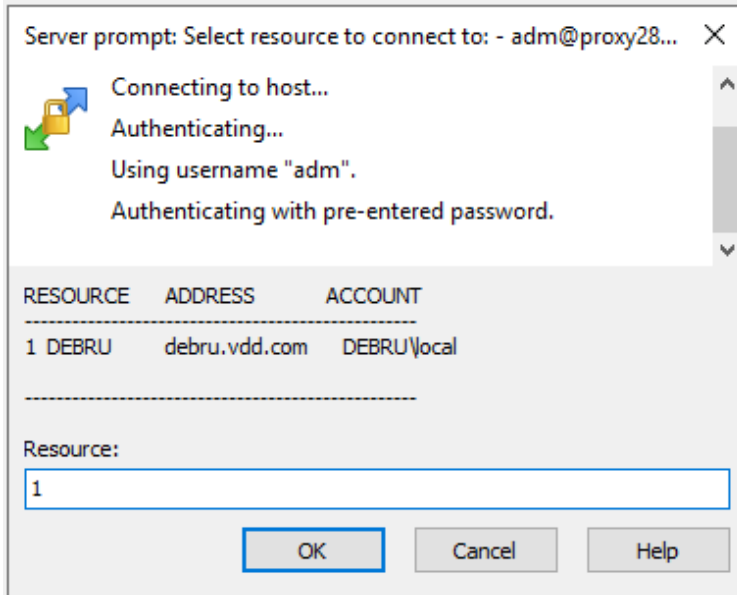 Server prompt: Select resource to connect to: - adm@proxy28...
Connecting to host...
Authenticating...
Using username "adm".
Authenticating with pre-entered password.
RESOURCE ADDRESS ACCOUNT
--------------------------------------------------
1 DEBRU debru.vdd.com DEBRU\local
--------------------------------------------------
Resource:
1
OK Cancel Help